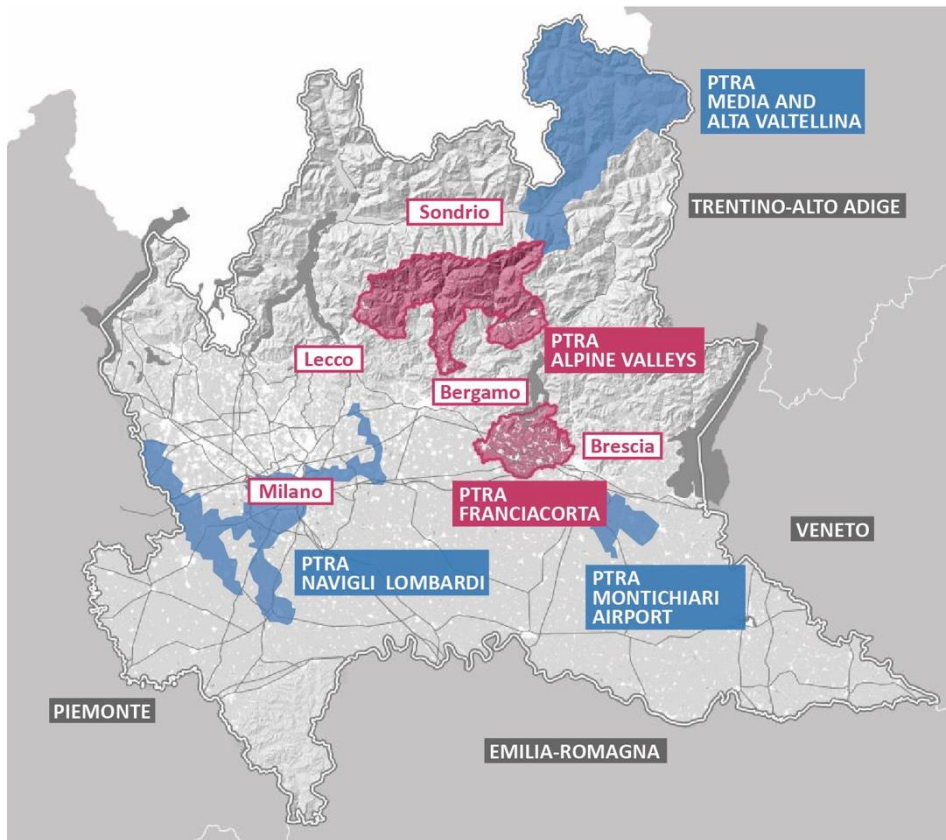 PTRA
MEDIA AND
ALTA VALTELLINA
TRENTINO-ALTO ADIGE
Sondrio
PTRA
ALPINE VALLEYS
Lecco
Bergamo
Brescia
Milano
PTRA
FRANCIACORTA
VENETO
PTRA
NAVIGLI LOMBARDI
PTRA
MONTICHIARI
AIRPORT
PIEMONTE
EMILIA-ROMAGNA